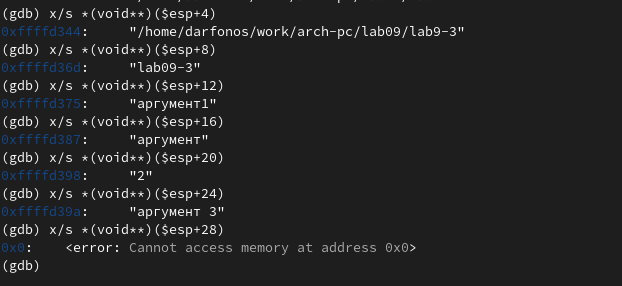 (gdb) x/s *(void**)($esp+4)
0xffffd344:     "/home/darfonos/work/arch-pc/lab09/lab9-3"
(gdb) x/s *(void**)($esp+8)
0xffffd36d:     "lab09-3"
(gdb) x/s *(void**)($esp+12)
0xffffd375:     "аргумент1"
(gdb) x/s *(void**)($esp+16)
0xffffd387:     "аргумент"
(gdb) x/s *(void**)($esp+20)
0xffffd398:     "2"
(gdb) x/s *(void**)($esp+24)
0xffffd39a:     "аргумент 3"
(gdb) x/s *(void**)($esp+28)
0x0:    <error: Cannot access memory at address 0x0>
(gdb)